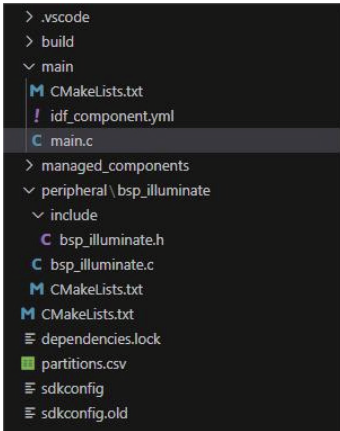 .vscode
build
main
CMakeLists.txt
idf_component.yml
main.c
managed_components
peripheral\bsp_illuminate
include
bsp_illuminate.h
bsp_illuminate.c
CMakeLists.txt
CMakeLists.txt
dependencies.lock
partitions.csv
sdkconfig
sdkconfig.old